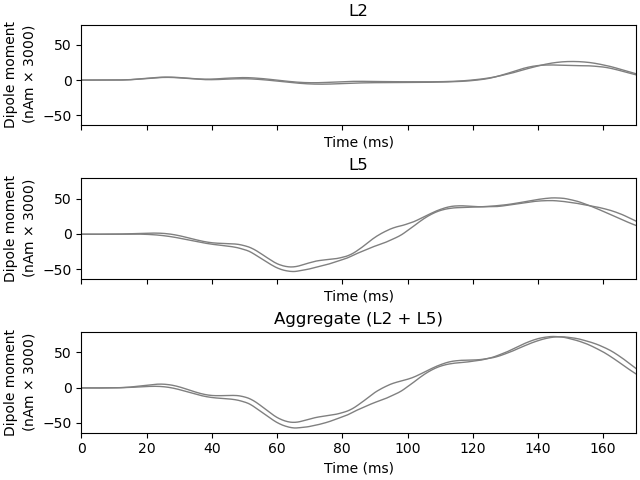 L2
Dipole moment
(nAm × 3000)
50
0
−50
Time (ms)
L5
Dipole moment
(nAm × 3000)
50
0
−50
Time (ms)
Aggregate (L2 + L5)
Dipole moment
(nAm × 3000)
50
0
−50
0 20 40 60 80 100 120 140 160
Time (ms)